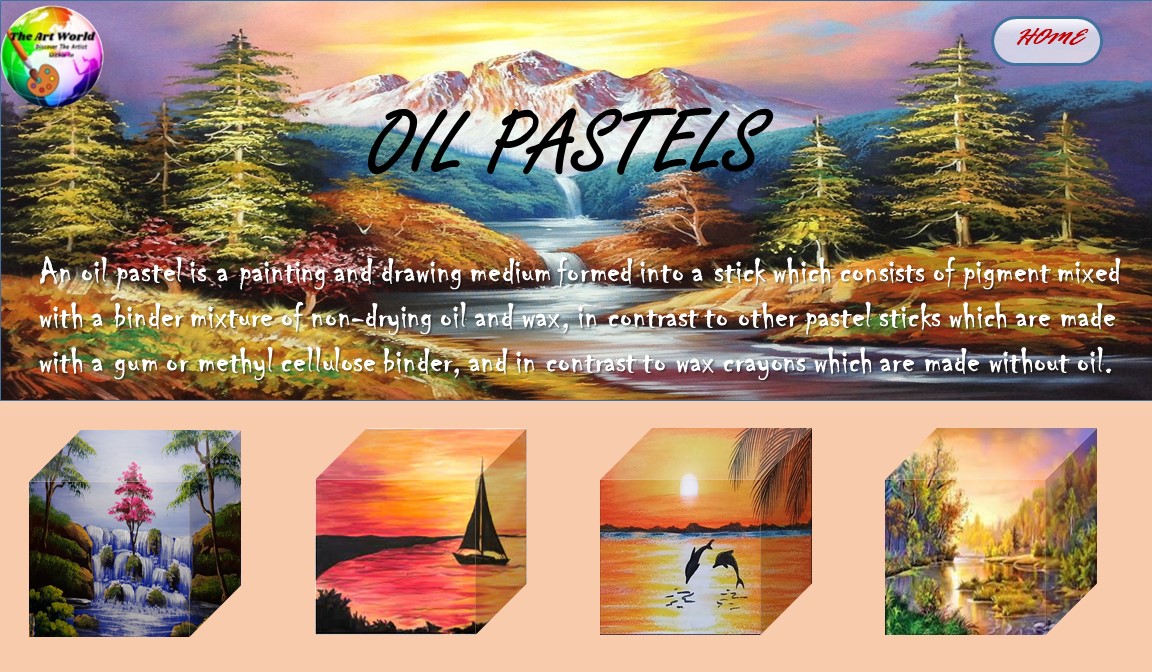 The Art World
Discover The Artist
HOME
OIL PASTELS
An oil pastel is a painting and drawing medium formed into a stick which consists of pigment mixed
with a binder mixture of non-drying oil and wax, in contrast to other pastel sticks which are made
with a gum or methyl cellulose binder, and in contrast to wax crayons which are made without oil.